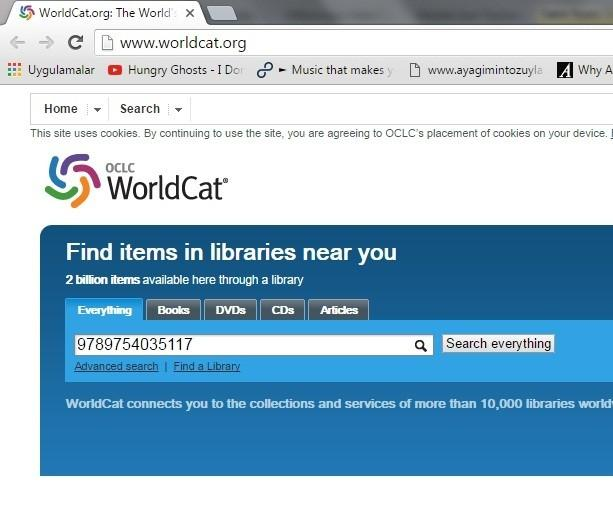 WorldCat.org: The World's
www.worldcat.org
Uygulamalar Hungry Ghosts - I Do Music that makes y www.ayagimintozuyla Why A
Home Search
This site uses cookies. By continuing to use the site, you are agreeing to OCLC's placement of cookies on your device.
OCLC
WorldCat®
Find items in libraries near you
2 billion items available here through a library
Everything Books DVDs CDs Articles
9789754035117 Search everything
Advanced search | Find a Library
WorldCat connects you to the collections and services of more than 10,000 libraries world